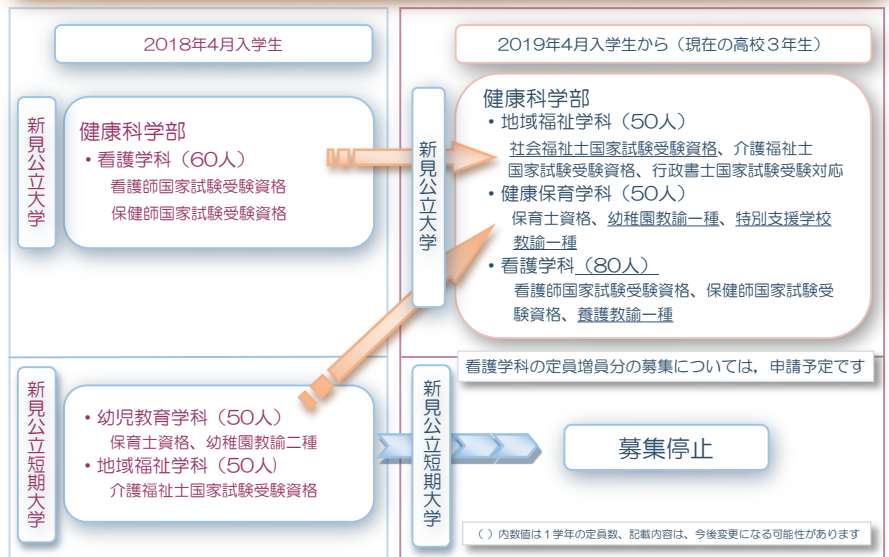 2018年4月入学生
新見公立大学
健康科学部
・看護学科（60人）
看護師国家試験受験資格
保健師国家試験受験資格
新見公立短期大学
・幼児教育学科（50人）
保育士資格、幼稚園教諭二種
・地域福祉学科（50人）
介護福祉士国家試験受験資格
2019年4月入学生から（現在の高校３年生）
新見公立大学
健康科学部
・地域福祉学科（50人）
社会福祉士国家試験受験資格、介護福祉士
国家試験受験資格、行政書士国家試験受験対応
・健康保育学科（50人）
保育士資格、幼稚園教諭一種、特別支援学校
教諭一種
・看護学科（80人）
看護師国家試験受験資格、保健師国家試験受
験資格、養護教諭一種
看護学科の定員増員分の募集については，申請予定です
新見公立短期大学
募集停止
（ ）内数値は１学年の定員数、記載内容は、今後変更になる可能性があります